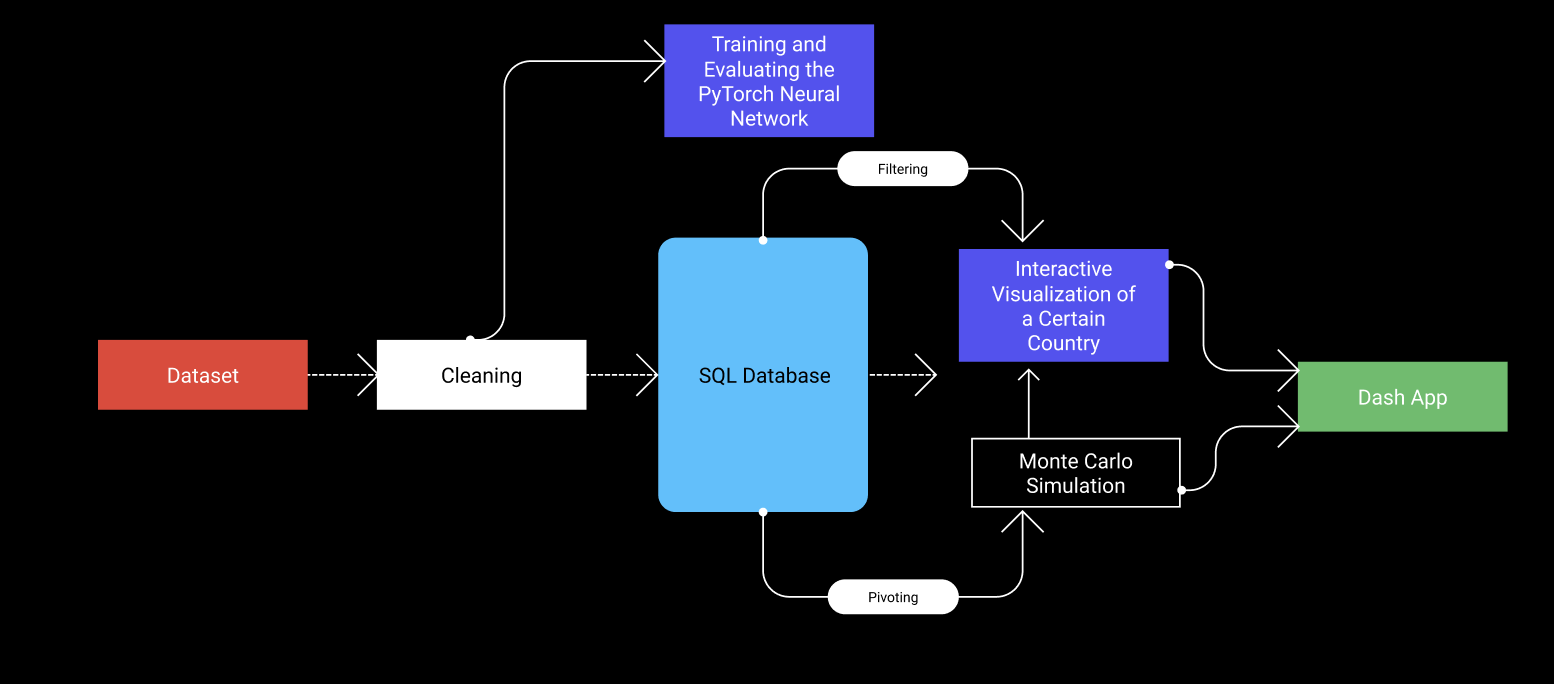 Training and
Evaluating the
PyTorch Neural
Network
Filtering
Interactive
Visualization of
a Certain
Country
Dataset
Cleaning
SQL Database
Dash App
Monte Carlo
Simulation
Pivoting